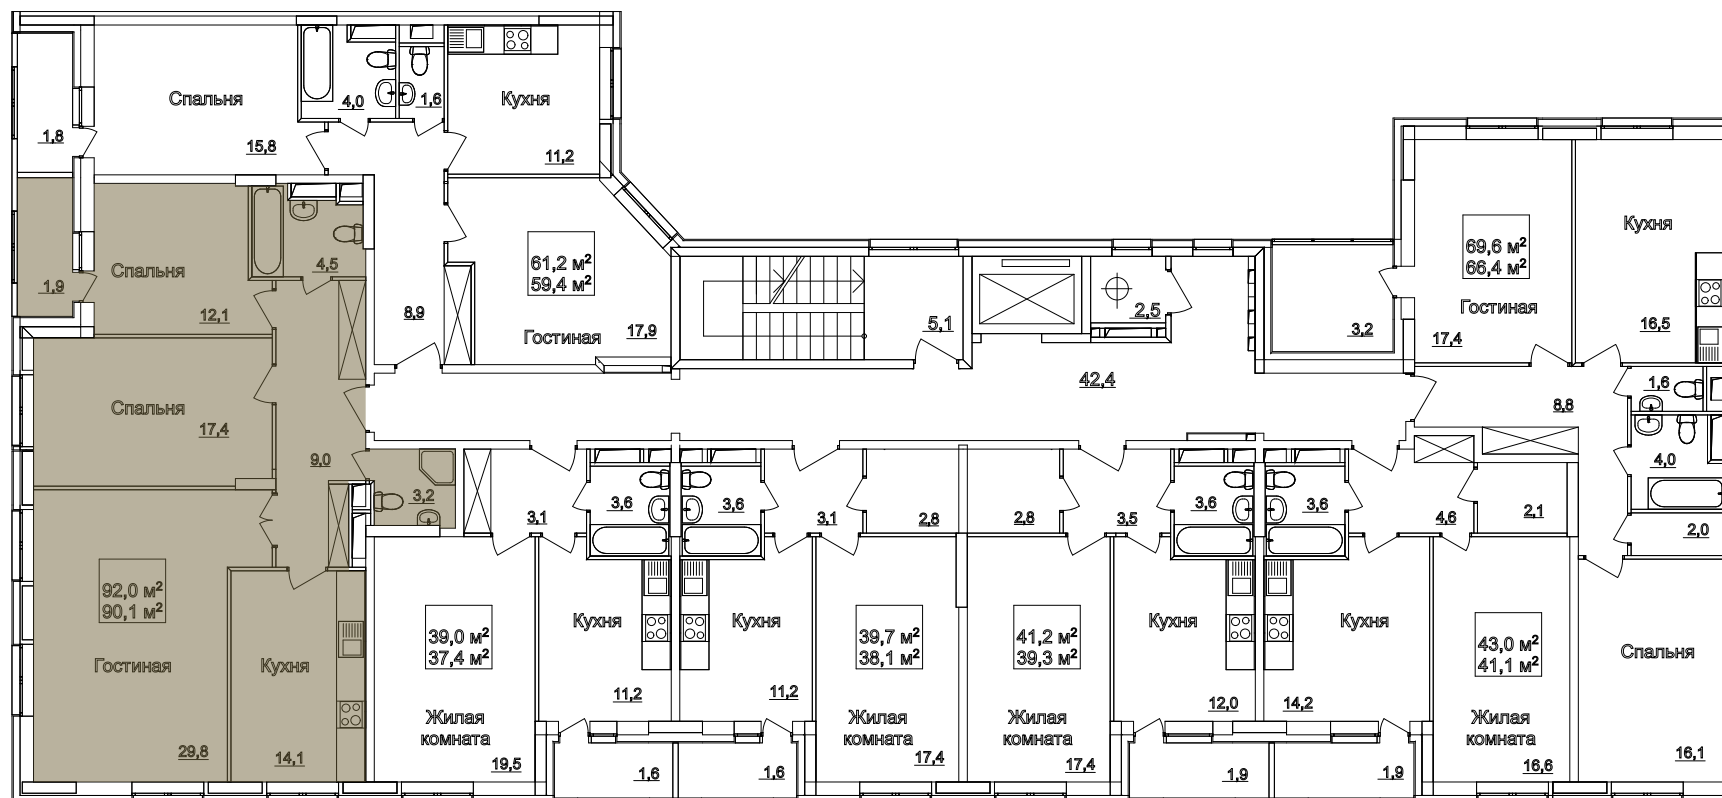 Спальня
4,0
1,6
Кухня
1,8
15,8
11,2
Спальня
4,5
1,9
12,1
8,9
61,2 м²
59,4 м²
Гостиная
17,9
5,1
2,5
3,2
69,6 м²
66,4 м²
Гостиная
17,4
Кухня
16,5
42,4
1,6
8,8
4,0
2,0
Спальня
17,4
9,0
3,2
3,1
3,6
3,6
3,1
2,8
2,8
3,5
3,6
3,6
4,6
2,1
92,0 м²
90,1 м²
Гостиная
29,8
Кухня
14,1
39,0 м²
37,4 м²
Жилая
комната
19,5
Кухня
11,2
1,6
Кухня
11,2
1,6
39,7 м²
38,1 м²
Жилая
комната
17,4
41,2 м²
39,3 м²
Жилая
комната
17,4
Кухня
12,0
1,9
Кухня
14,2
1,9
43,0 м²
41,1 м²
Жилая
комната
16,6
Спальня
16,1